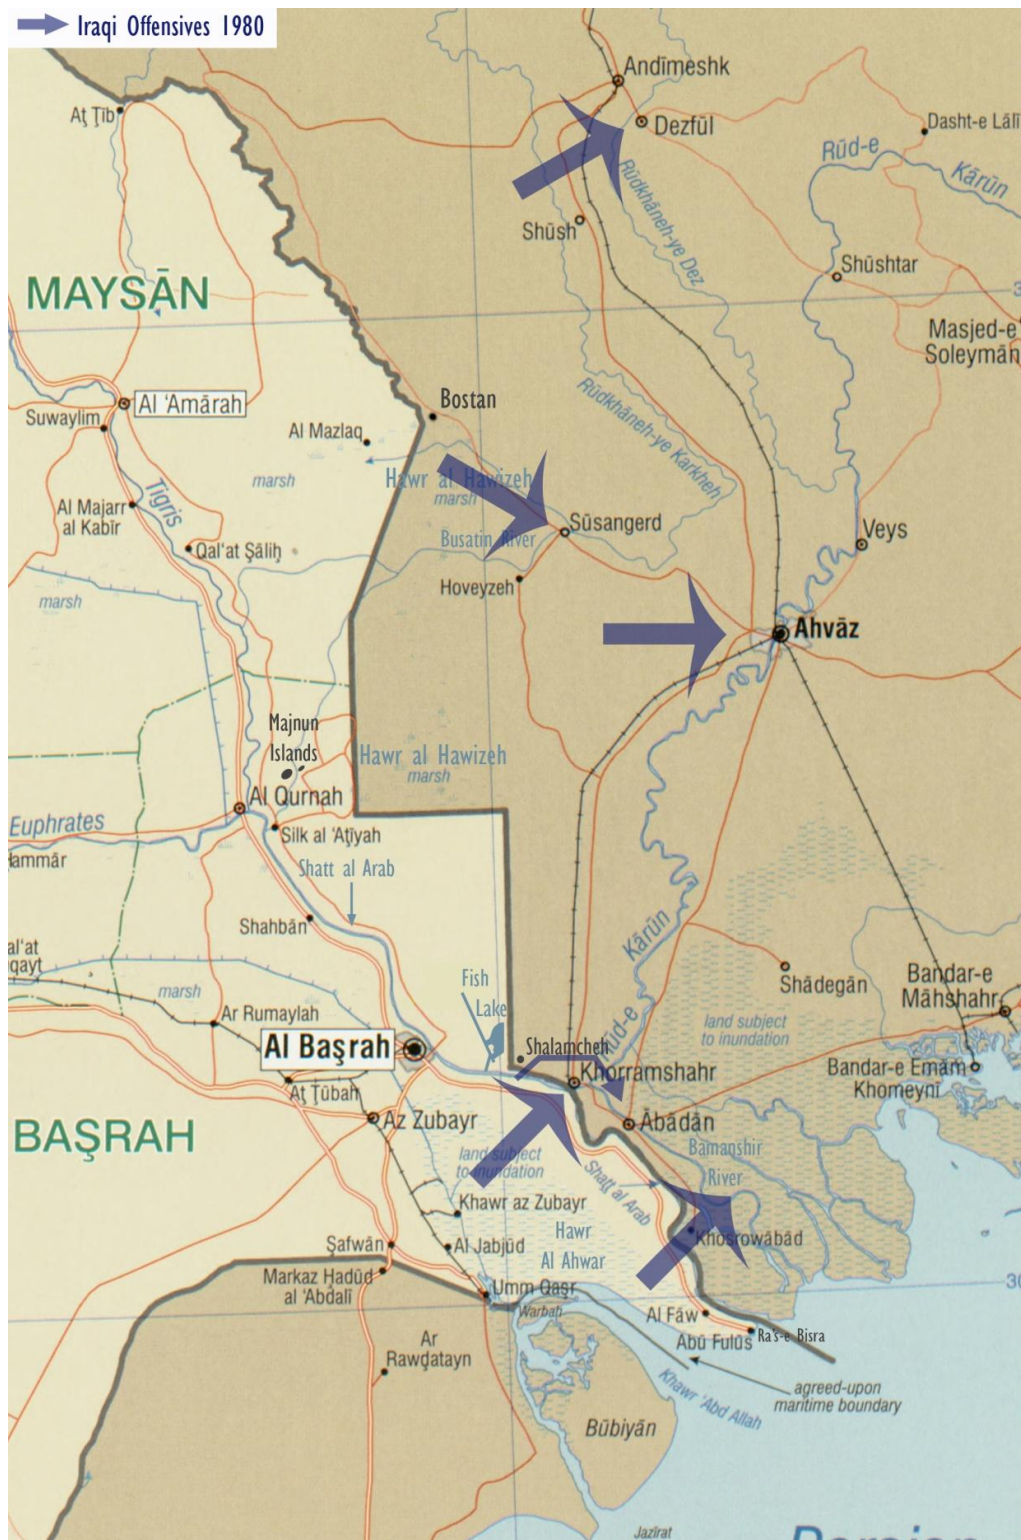 Iraqi Offensives 1980
Andīmeshk
Dezfūl
Dasht-e Lālī
Aţ Ţīb
Rūd-e
Kārūn
Rūdkhāneh-ye Dez
Shūsh
Shūshtar
MAYSĀN
Masjed-e
Soleymān
Al 'Amārah
Bostan
Rūdkhāneh-ye Karkheh
Suwaylim
Al Mazlaq
marsh
Hawr al Hawizeh
marsh
Tigris
Al Majarr
al Kabīr
Sūsangerd
Veys
Qal'at Şāliḩ
Busatin River
Hoveyzeh
marsh
Ahvāz
Majnun
Islands
Hawr al Hawizeh
marsh
Al Qurnah
Euphrates
Silk al 'Aţīyah
Shatt al Arab
Shahbān
Kārūn
Rūd-e
Shādegān
Bandar-e
Māhshahr
Fish
Lake
marsh
Ar Rumaylah
land subject
to inundation
Al Başrah
Shalamcheh
Khorramshahr
Bandar-e Emām
Khomeynī
Aţ Ţūbah
Az Zubayr
Ābādān
BAŞRAH
land subject
to inundation
Bamanshir
River
Shaţţ al Arab
Khawr az Zubayr
Khosrowābād
Hawr
Al Ahwar
Şafwān
Al Jabjūd
Markaz Ḩadūd
al 'Abdalī
Umm Qaşr
Warbah
Al Fāw
Abū Fulūs
Ra's-e Bisra
Ar
Rawḑatayn
Khawr 'Abd Allah
agreed-upon
maritime boundary
Būbiyān
Jazīrat
Persian